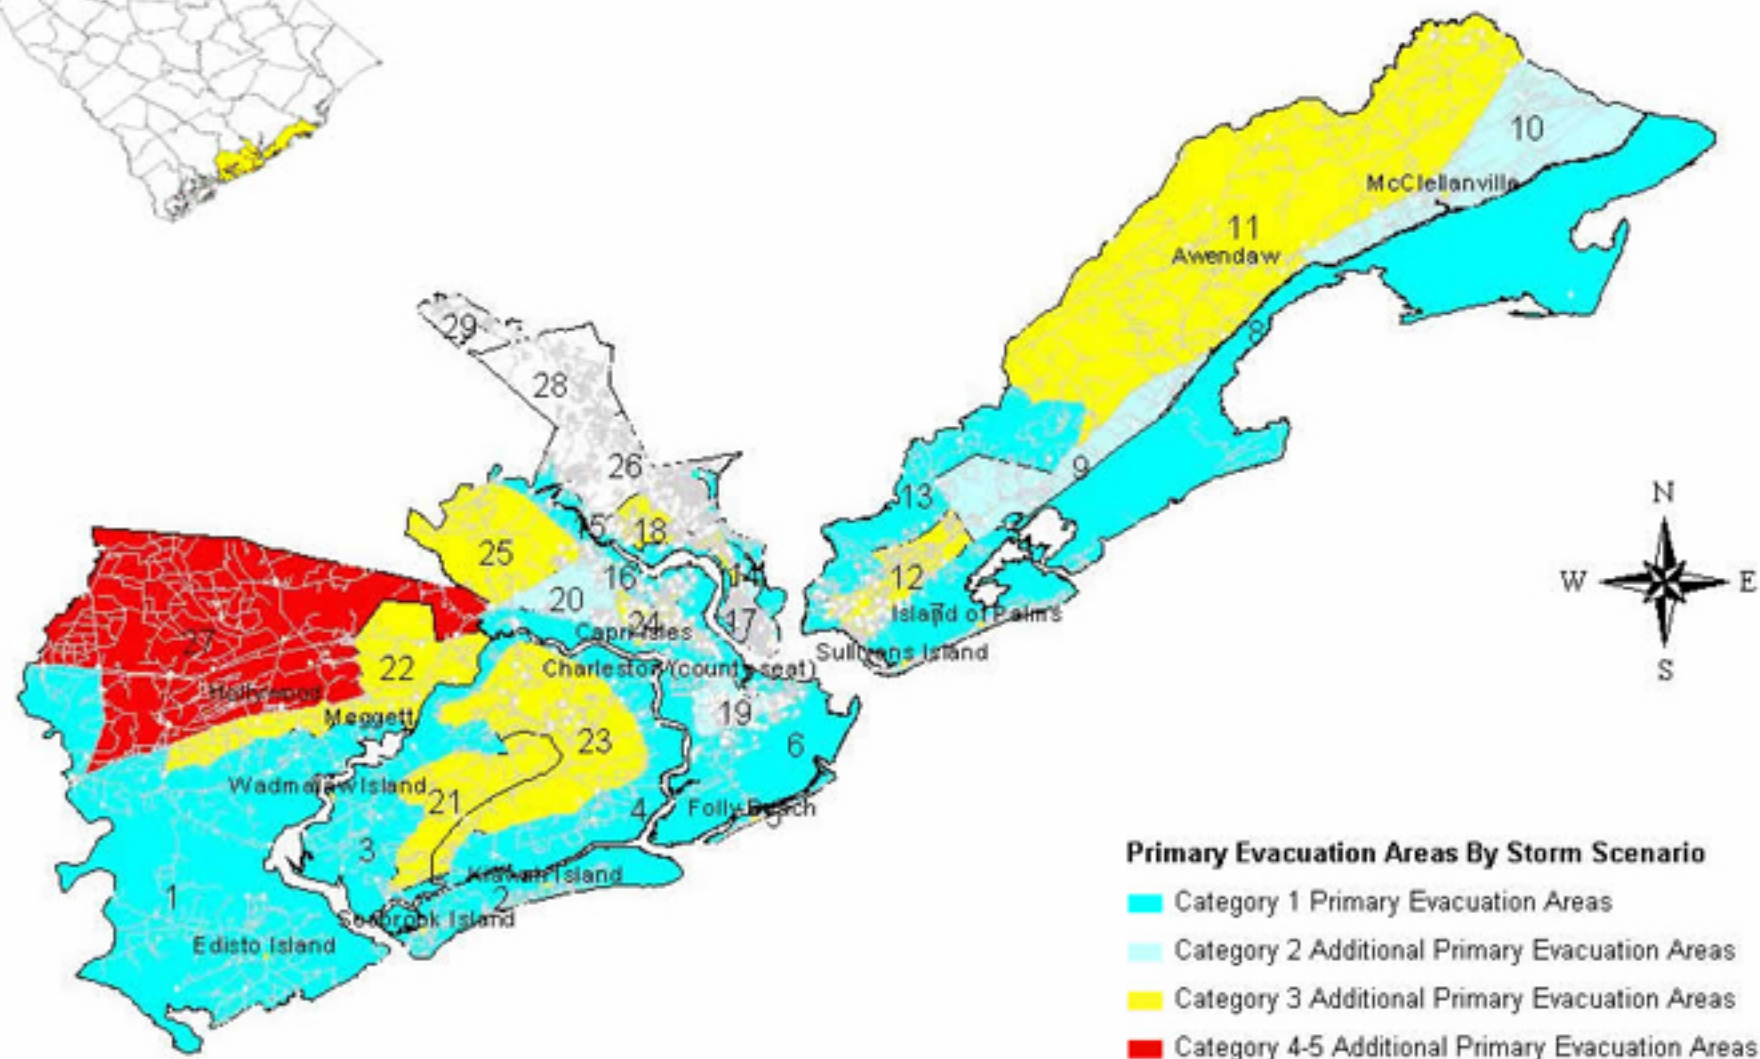 10
McClellanville
11
Awendaw
8
29
28
26
9
13
18
25
16
14
12
20
24
17
7
Island of Palms
Capri Isles
Sullivans Island
27
22
Charleston (county seat)
Hollywood
Meggett
19
23
6
Wadmalaw Island
21
4
Folly Beach
3
Kiawah Island
1
2
Seabrook Island
Edisto Island
N
W
E
S
Primary Evacuation Areas By Storm Scenario
Category 1 Primary Evacuation Areas
Category 2 Additional Primary Evacuation Areas
Category 3 Additional Primary Evacuation Areas
Category 4-5 Additional Primary Evacuation Areas